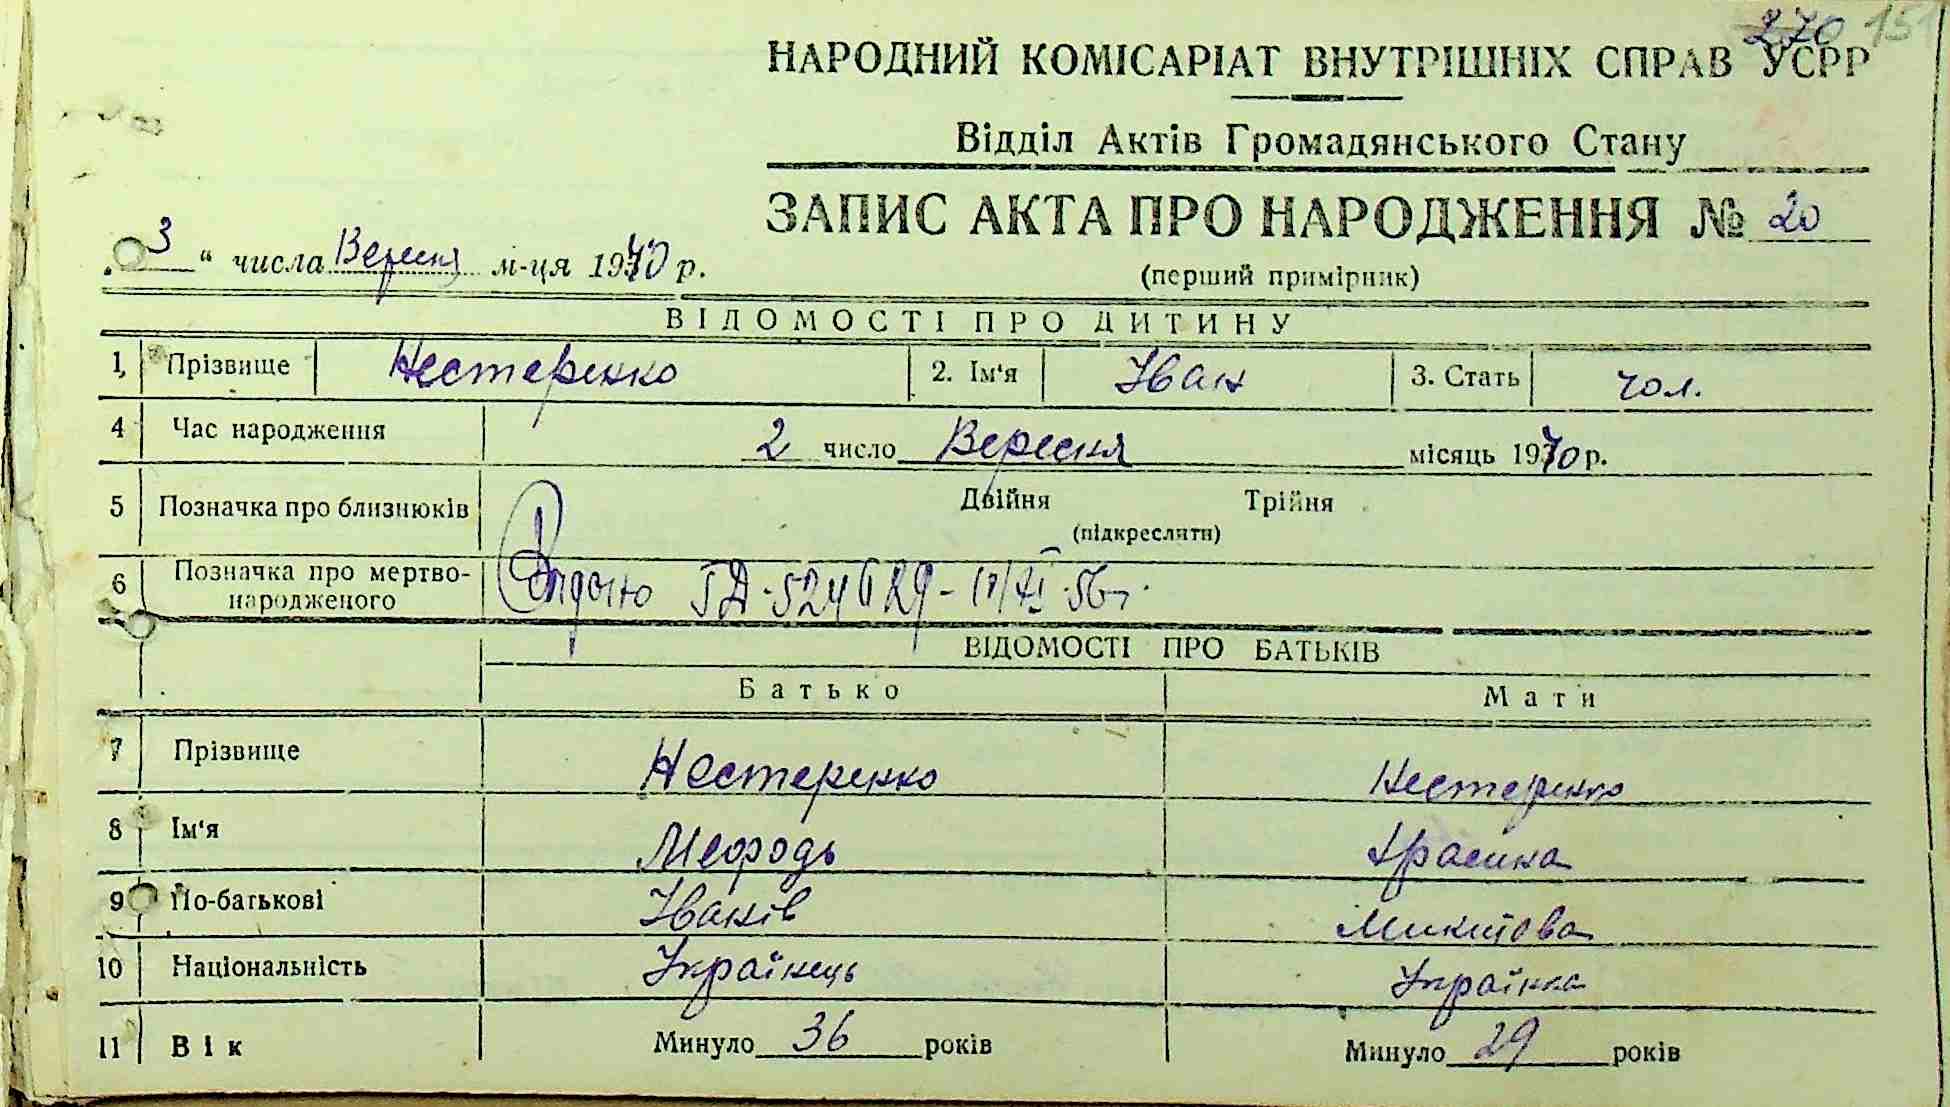 270 151
НАРОДНИЙ КОМІСАРІАТ ВНУТРІШНІХ СПРАВ УСРР
Відділ Актів Громадянського Стану
ЗАПИС АКТА ПРО НАРОДЖЕННЯ № 20
„3“ числа Вересня м-ця 1940 р.
(перший примірник)
ВІДОМОСТІ ПРО ДИТИНУ
1, Прізвище Нестеренко 2. Ім'я Іван 3. Стать чол.
4 Час народження 2 число Вересня місяць 1940 р.
5 Позначка про близнюків Двійня Трійня
(підкреслити)
6 Позначка про мертвонародженого
ВІДОМОСТІ ПРО БАТЬКІВ
Батько Мати
7 Прізвище Нестеренко Нестеренко
8 Ім'я
9 По-батькові Іванів Микитова
10 Національність Українець Українка
11 Вік Минуло 36 років Минуло 29 років